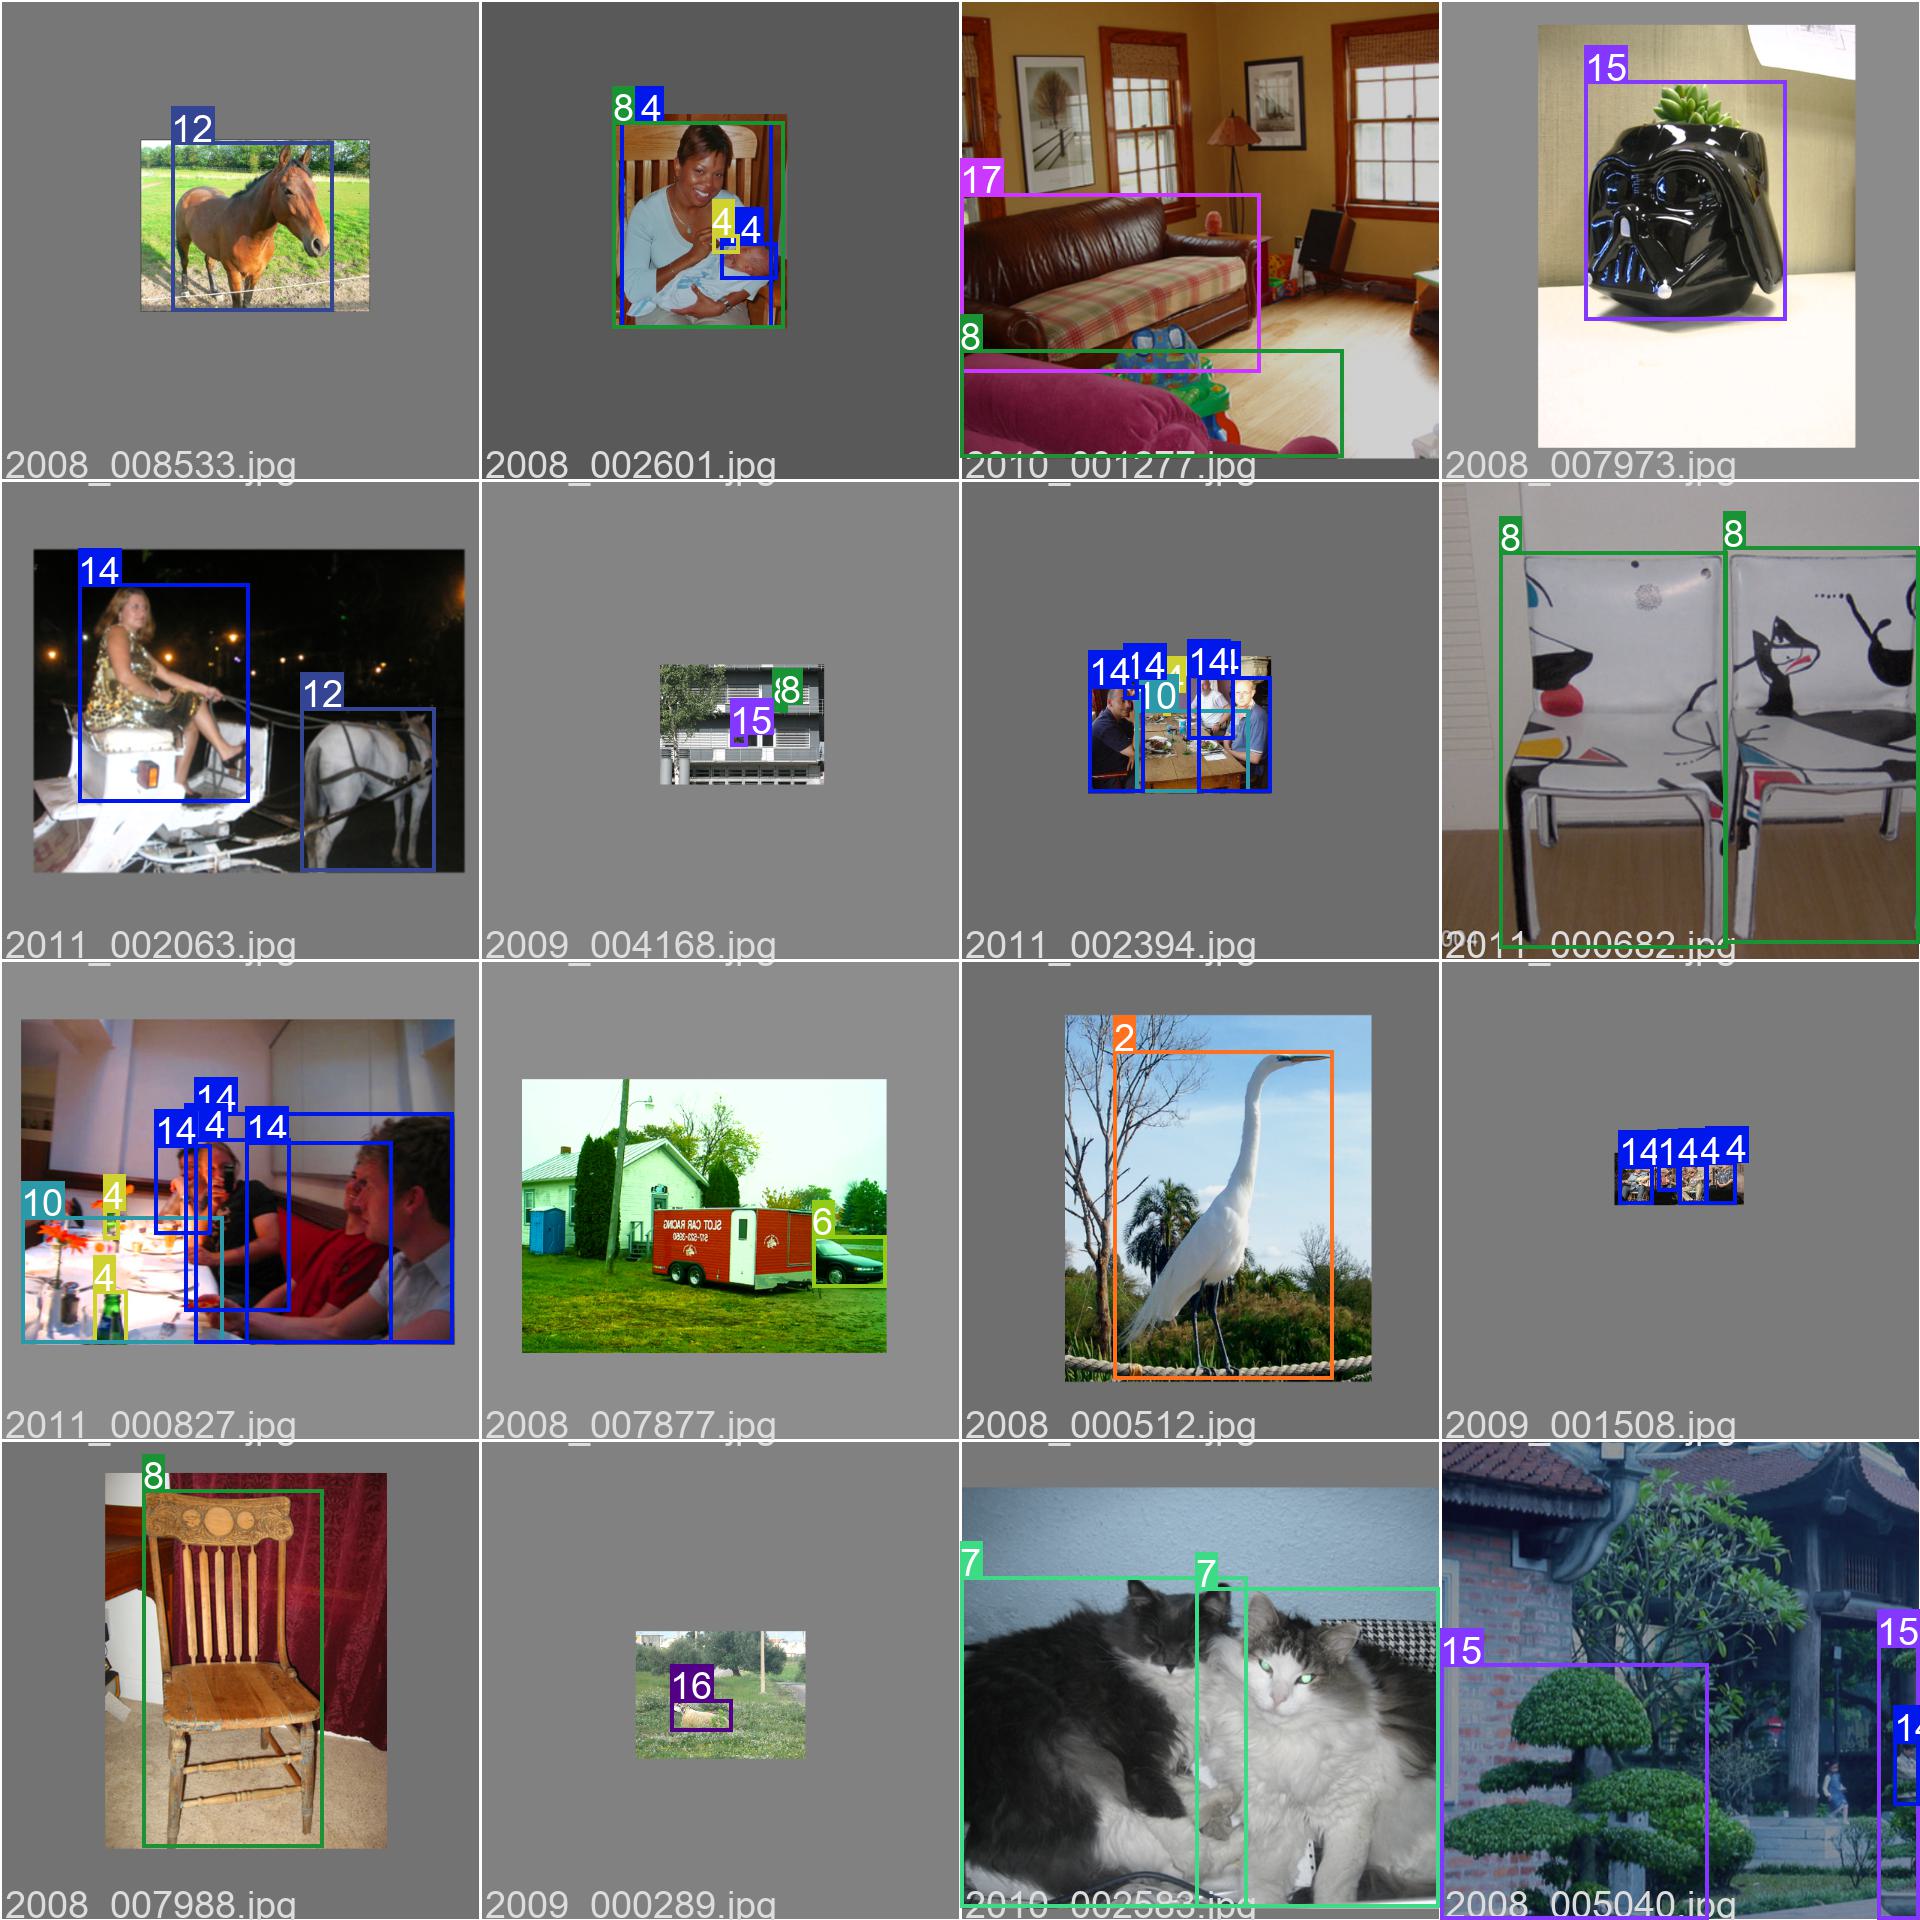 12
8 4
4 4
17
8
15
2008_008533.jpg
2008_002601.jpg
2010_001277.jpg
2008_007973.jpg
14
12
8
15
14 14 14
10
8
8
2011_002063.jpg
2009_004168.jpg
2011_002394.jpg
2011_000682.jpg
14
14 4 14
10
4
4
SLOT CAR RACING
517-523-3660
6
2
14 14 4 4
2011_000827.jpg
2008_007877.jpg
2008_000512.jpg
2009_001508.jpg
8
16
7
7
15
15
14
2008_007988.jpg
2009_000289.jpg
2010_002583.jpg
2008_005040.jpg